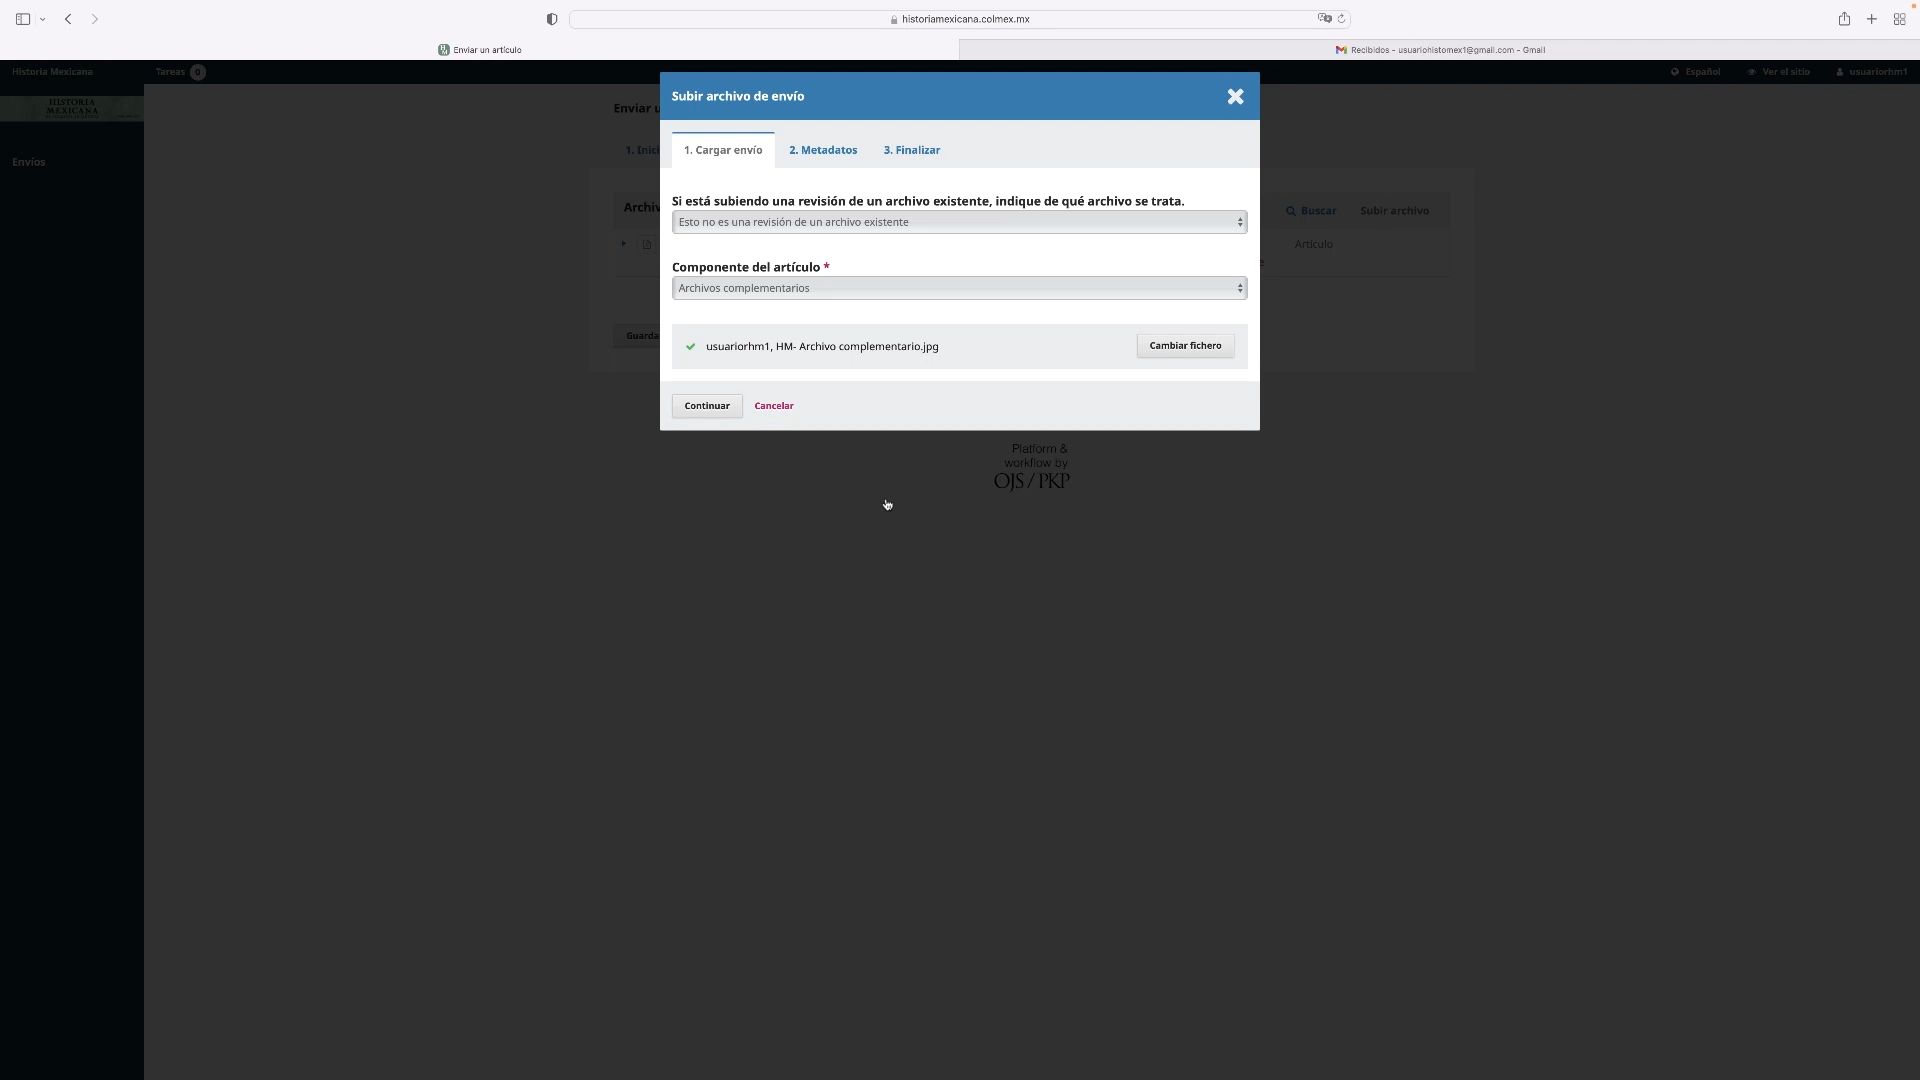 historiamexicana.colmex.mx
Enviar un artículo
Recibidos - usuariohistomex1@gmail.com - Gmail
Historia Mexicana
Tareas 0
Español
Ver el sitio
usuariorhm1
HISTORIA
MEXICANA
Envíos
Enviar u
1. Inici
Archiv
Buscar
Subir archivo
Artículo
e
Guarda
Subir archivo de envío
1. Cargar envío
2. Metadatos
3. Finalizar
Si está subiendo una revisión de un archivo existente, indique de qué archivo se trata.
Esto no es una revisión de un archivo existente
Componente del artículo *
Archivos complementarios
usuariorhm1, HM- Archivo complementario.jpg
Cambiar fichero
Continuar
Cancelar
Platform &
workflow by
OJS / PKP